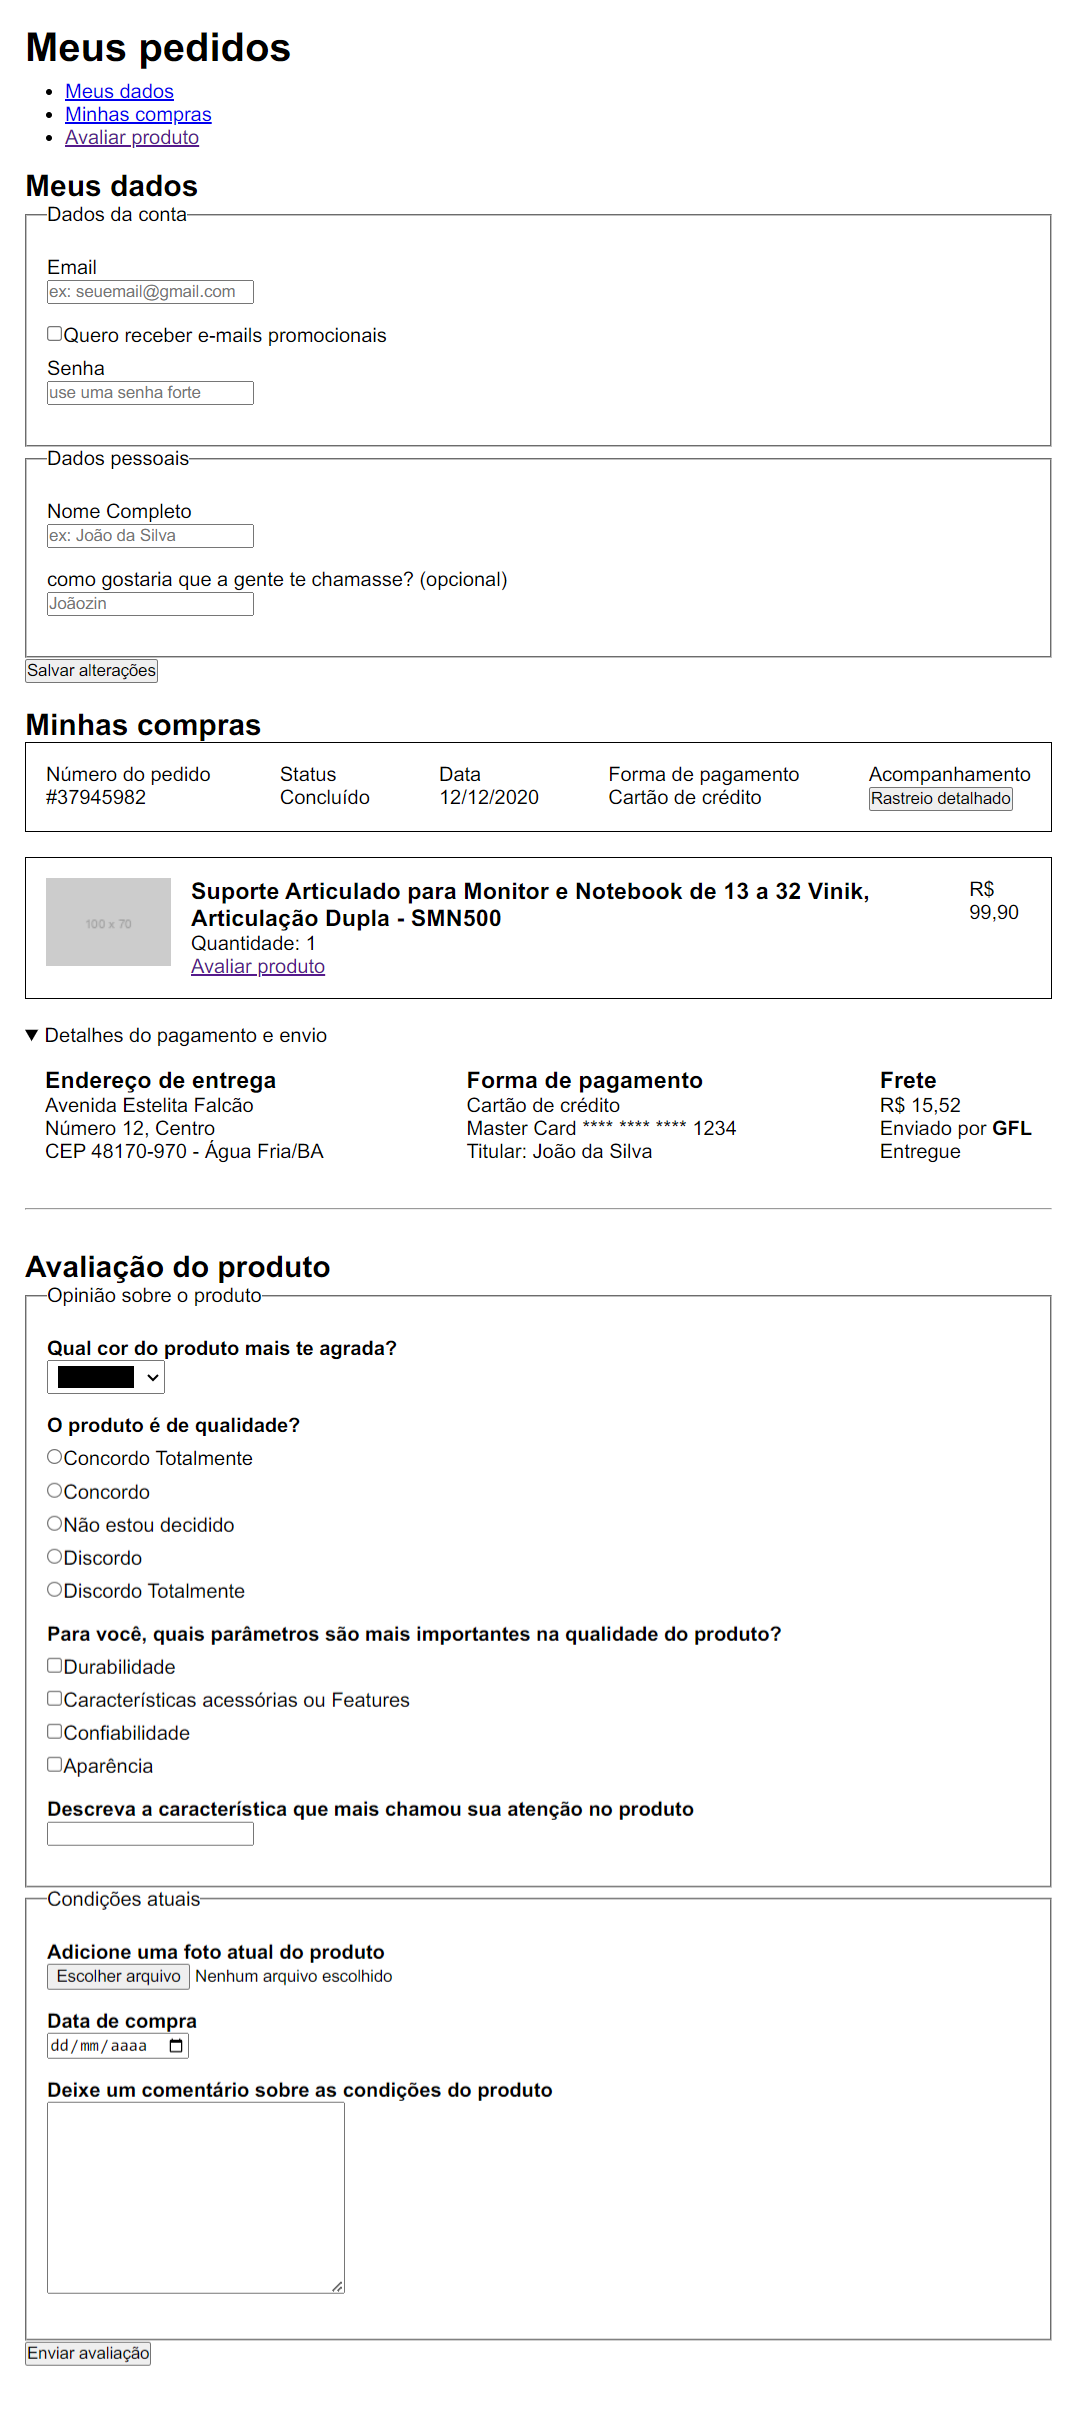 Meus pedidos
Meus dados
Minhas compras
Avaliar produto
Meus dados
Dados da conta
Email
ex: seuemail@gmail.com
Quero receber e-mails promocionais
Senha
use uma senha forte
Dados pessoais
Nome Completo
ex: João da Silva
como gostaria que a gente te chamasse? (opcional)
Joãozin
Salvar alterações
Minhas compras
Número do pedido Status Data Forma de pagamento Acompanhamento
#37945982 Concluído 12/12/2020 Cartão de crédito Rastreio detalhado
100 x 70
Suporte Articulado para Monitor e Notebook de 13 a 32 Vinik, R$
Articulação Dupla - SMN500 99,90
Quantidade: 1
Avaliar produto
Detalhes do pagamento e envio
Endereço de entrega Forma de pagamento Frete
Avenida Estelita Falcão Cartão de crédito R$ 15,52
Número 12, Centro Master Card **** **** **** 1234 Enviado por GFL
CEP 48170-970 - Água Fria/BA Titular: João da Silva Entregue
Avaliação do produto
Opinião sobre o produto
Qual cor do produto mais te agrada?
O produto é de qualidade?
Concordo Totalmente
Concordo
Não estou decidido
Discordo
Discordo Totalmente
Para você, quais parâmetros são mais importantes na qualidade do produto?
Durabilidade
Características acessórias ou Features
Confiabilidade
Aparência
Descreva a característica que mais chamou sua atenção no produto
Condições atuais
Adicione uma foto atual do produto
Escolher arquivo Nenhum arquivo escolhido
Data de compra
dd/mm/aaaa
Deixe um comentário sobre as condições do produto
Enviar avaliação